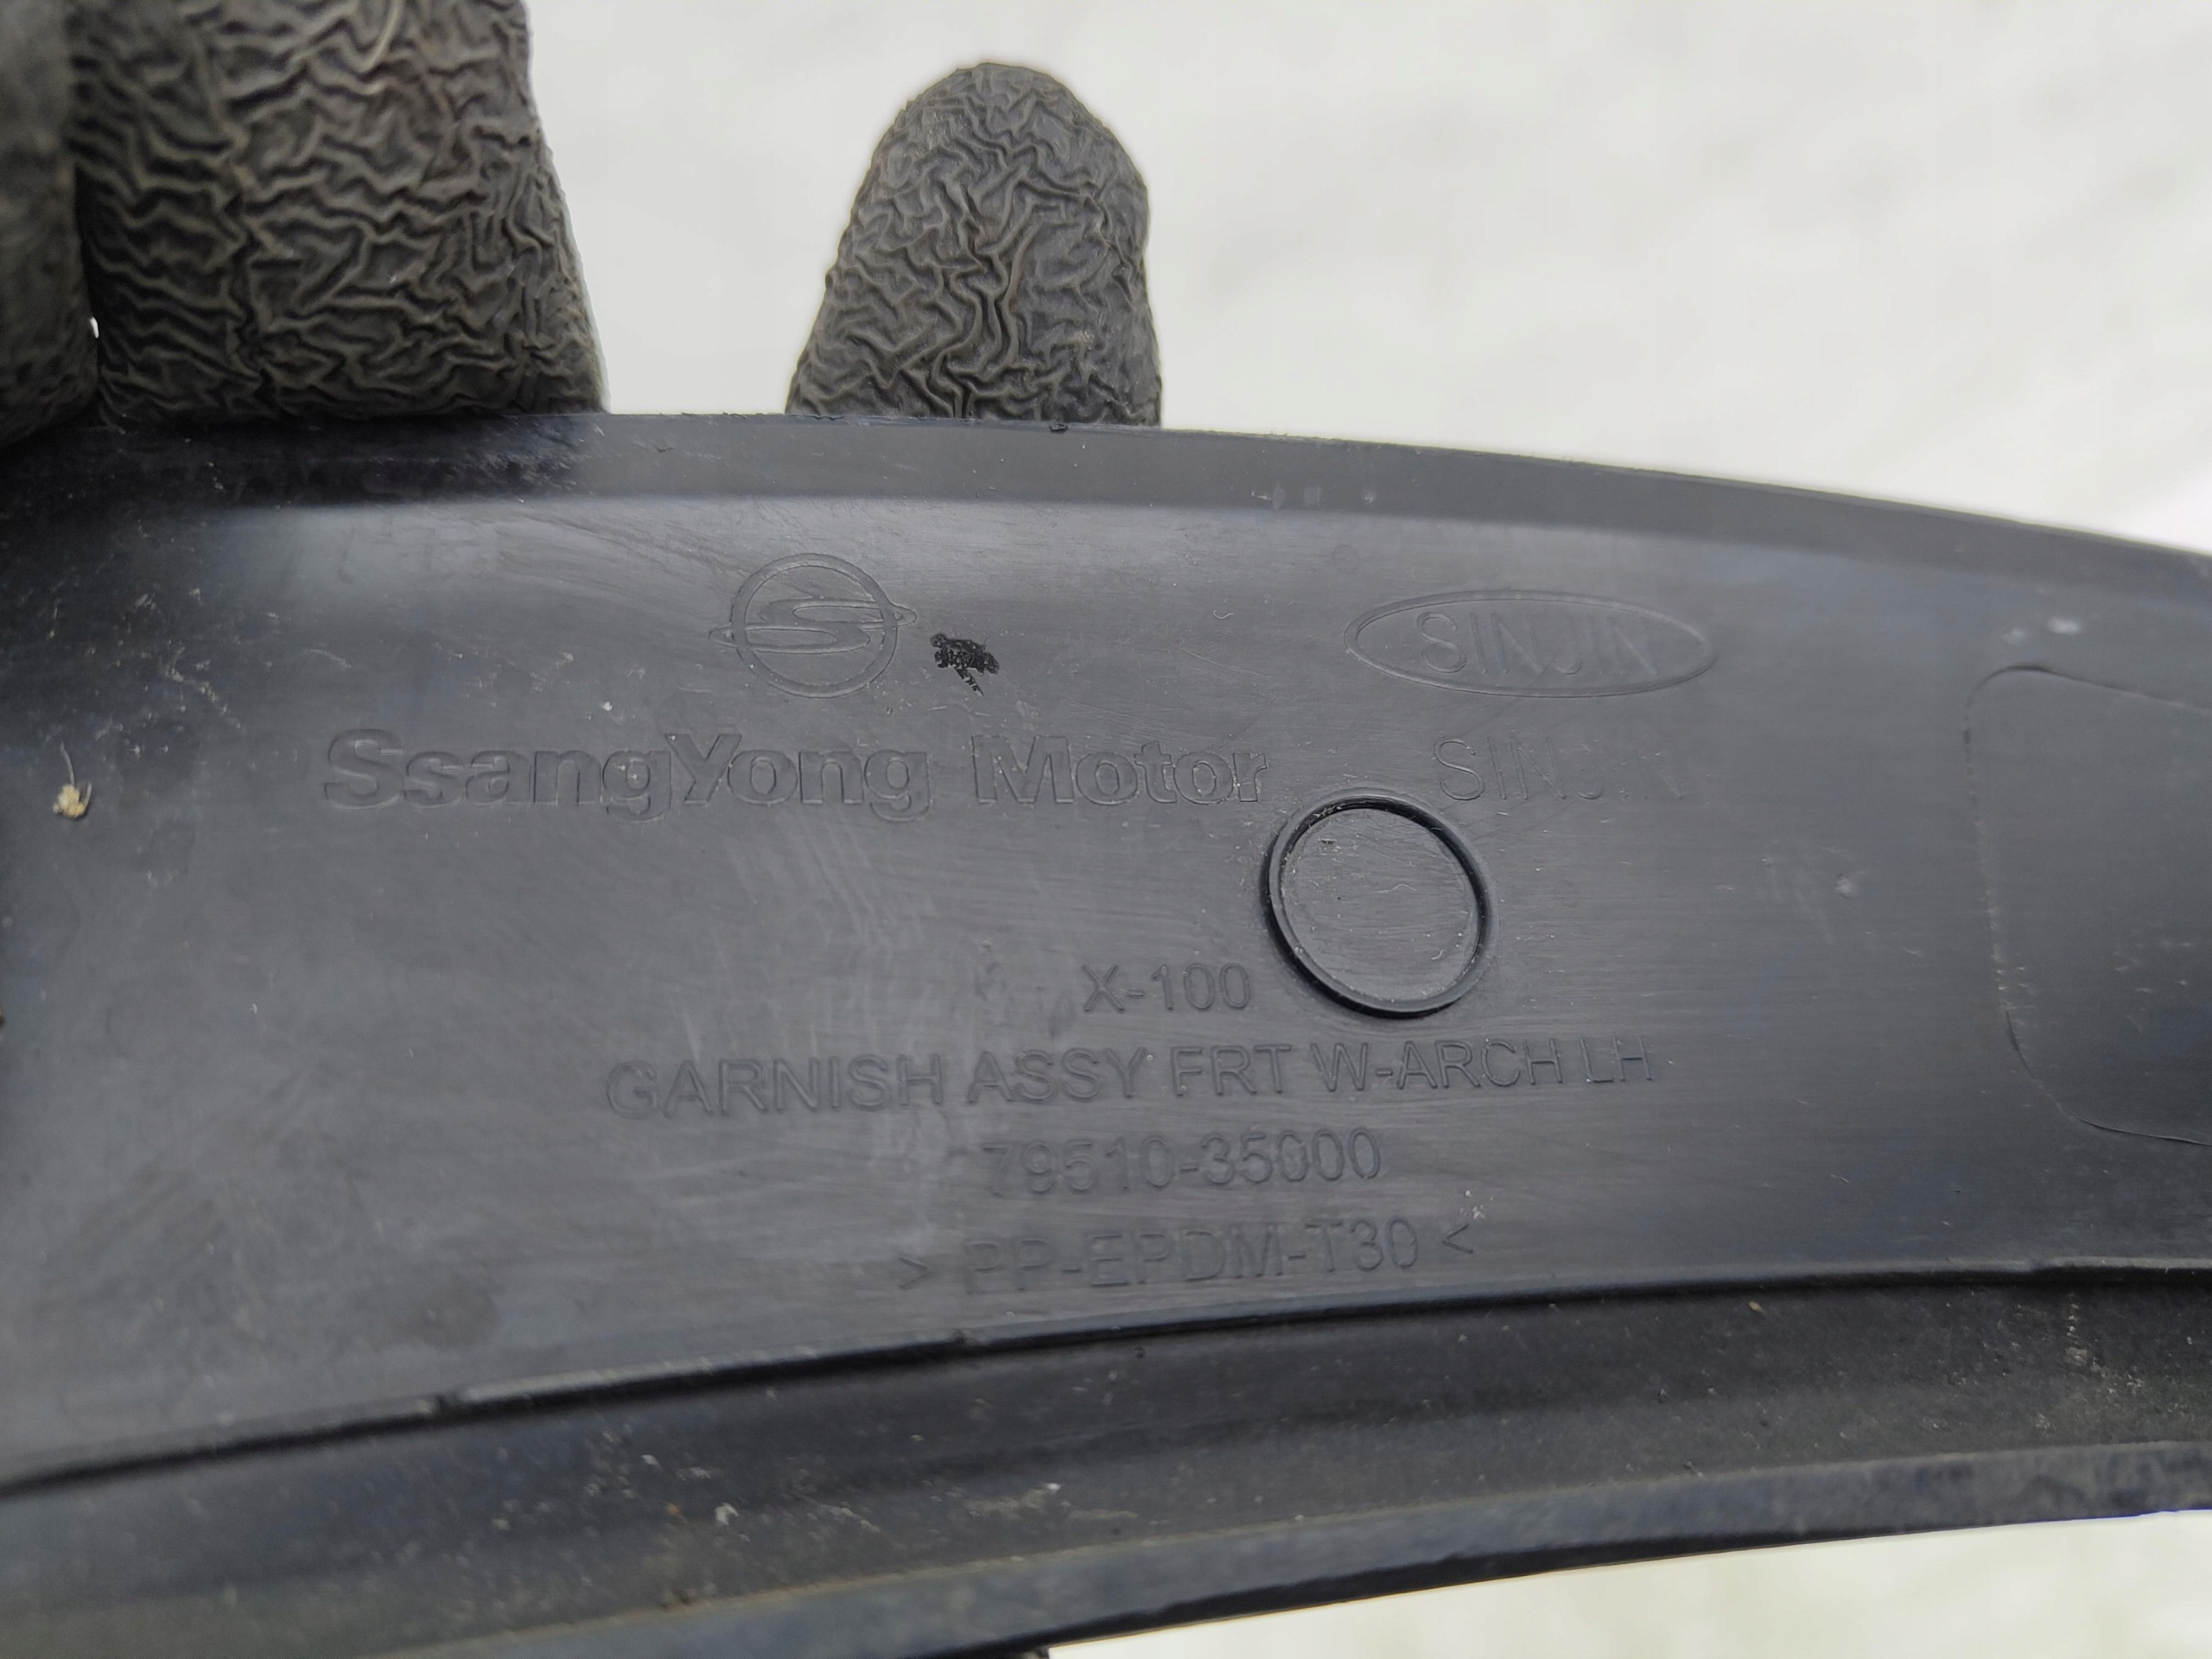 SINJIN
SsangYong Motor
SINJIN
X-100
GARNISH ASSY FRT W-ARCH LH
79510-35000
> PP-EPDM-T30 <